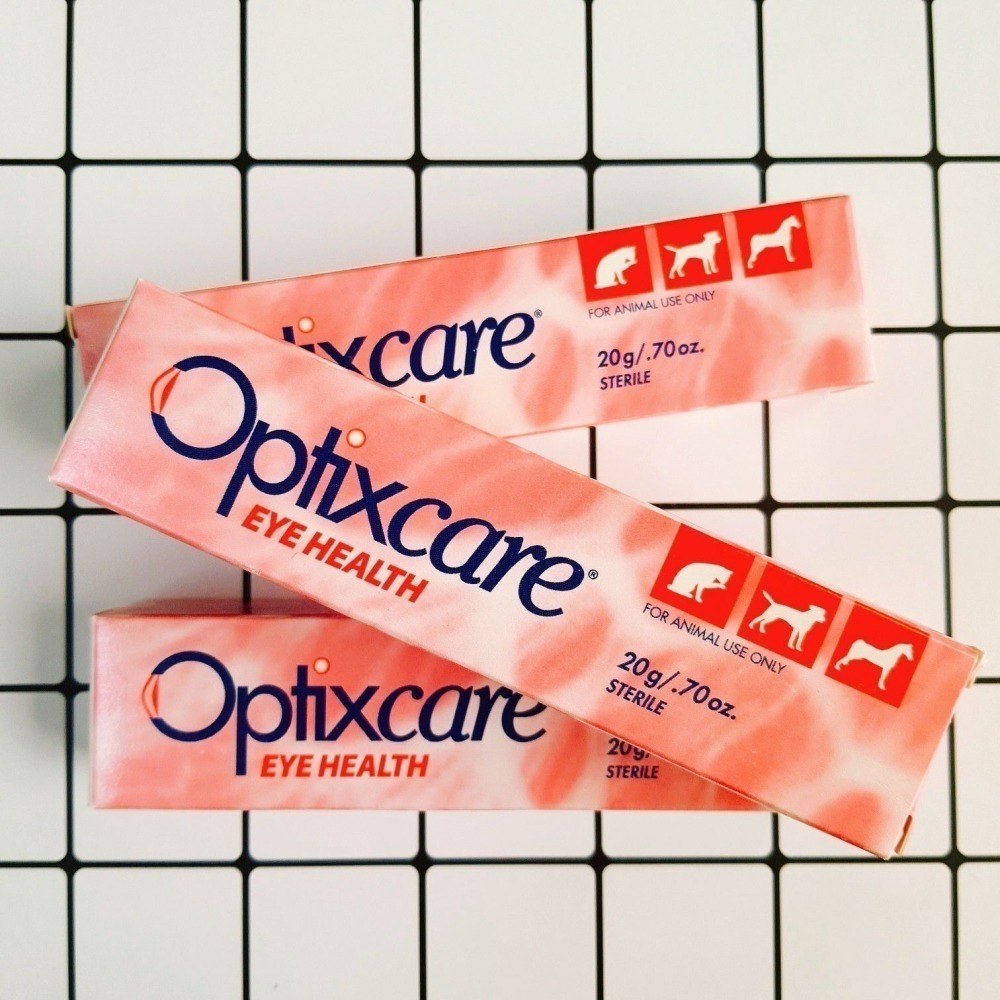 ixcare®
FOR ANIMAL USE ONLY
20g/.70oz.
STERILE
Optixcare®
EYE HEALTH
FOR ANIMAL USE ONLY
20g/.70oz.
STERILE
Optixcare
EYE HEALTH
20g/
STERILE